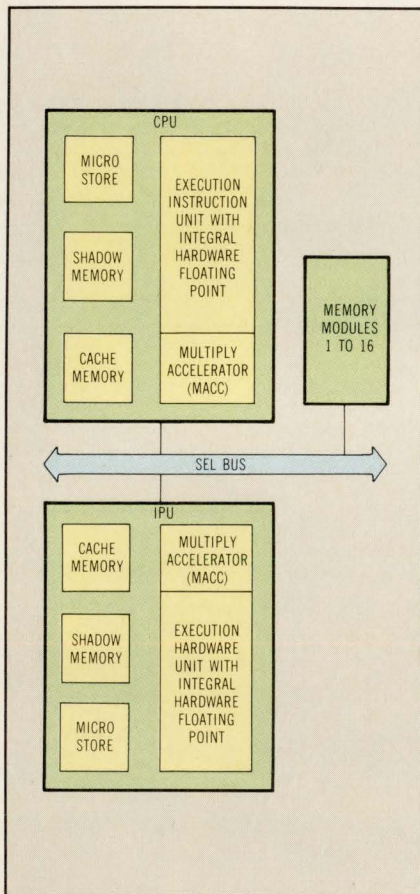 CPU
MICRO
STORE
SHADOW
MEMORY
CACHE
MEMORY
EXECUTION
INSTRUCTION
UNIT WITH
INTEGRAL
HARDWARE
FLOATING
POINT
MULTIPLY
ACCELERATOR
(MACC)
MEMORY
MODULES
1 TO 16
SEL BUS
IPU
CACHE
MEMORY
SHADOW
MEMORY
MICRO
STORE
MULTIPLY
ACCELERATOR
(MACC)
EXECUTION
HARDWARE
UNIT WITH
INTEGRAL
HARDWARE
FLOATING
POINT